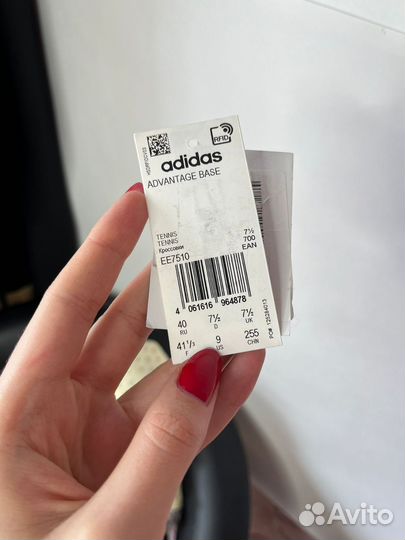 RFID
adidas
ADVANTAGE BASE
TENNIS 7½
TENNIS 700
Кроссовки EAN
EE7510
4 061616 964878
40 7½ 7½
RU D UK
41¹/₃ 9 255
F US CHN
Avito